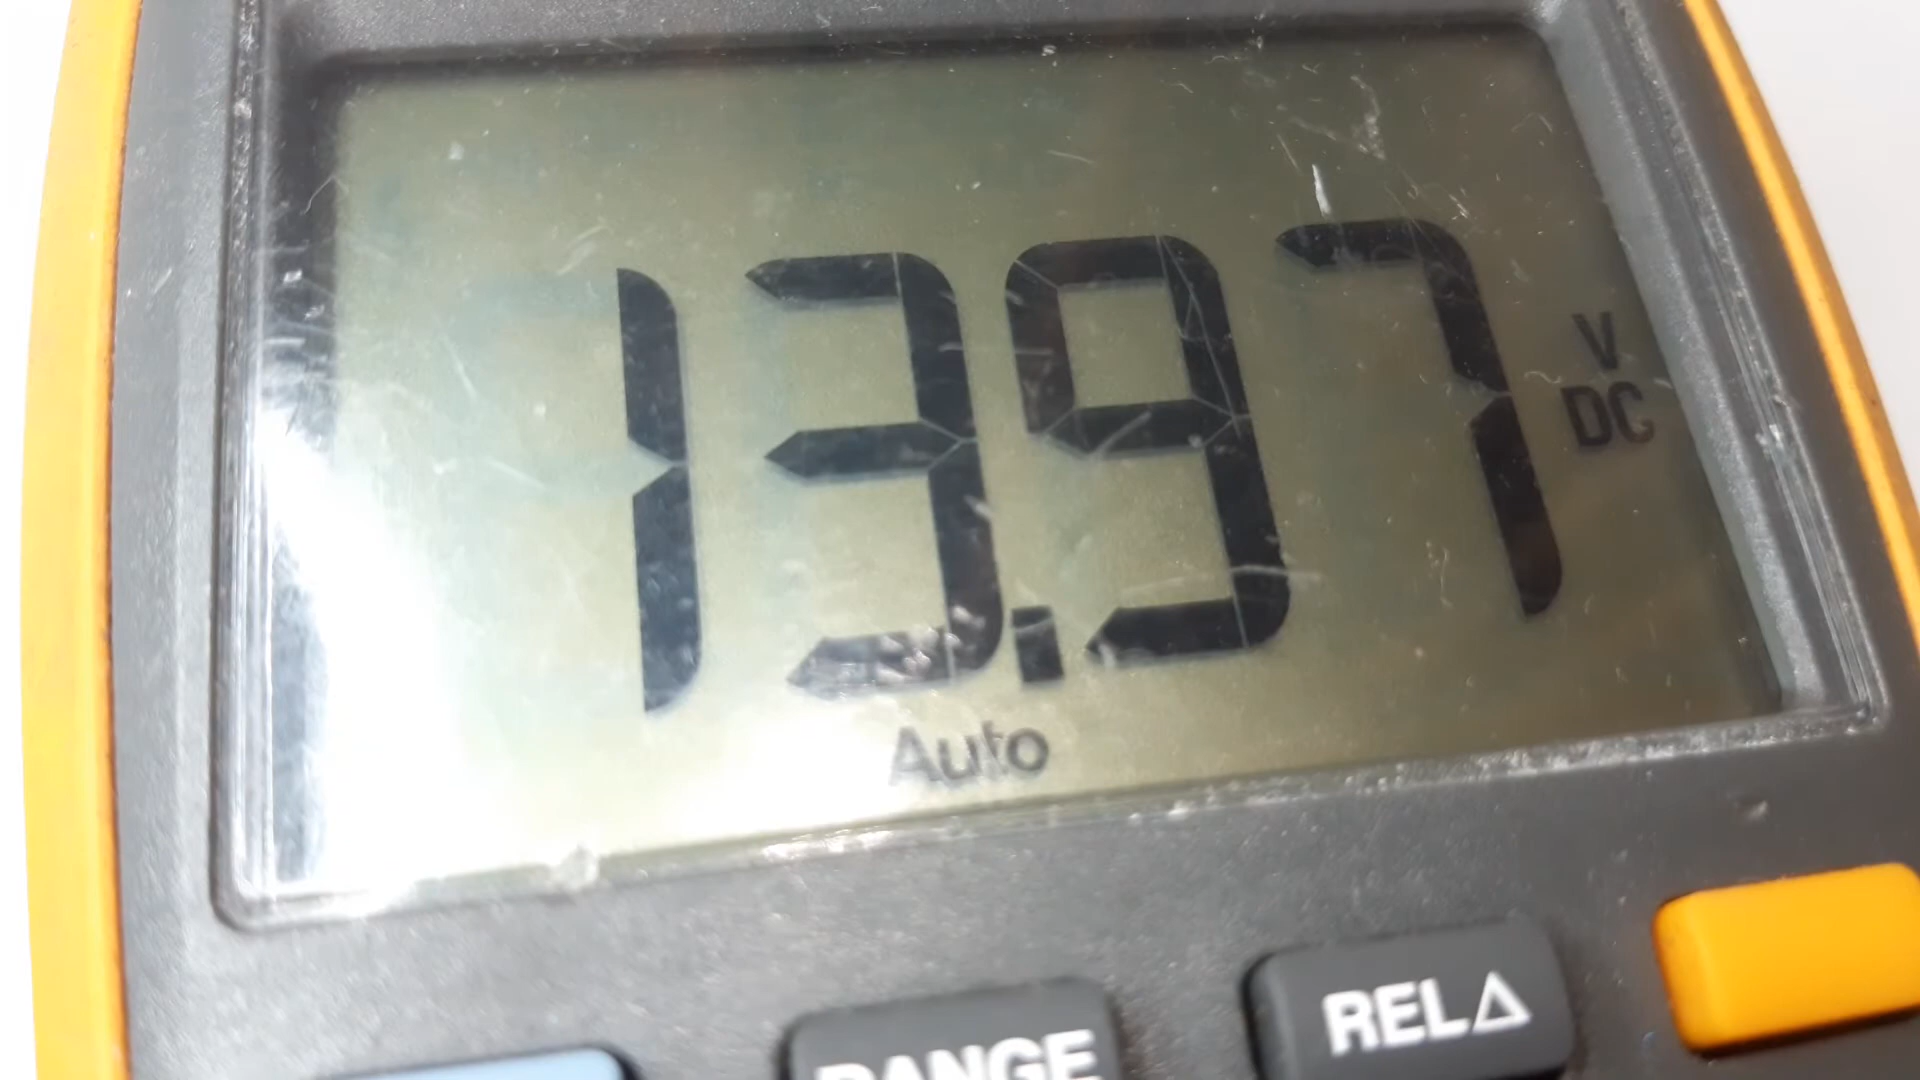 13.97 V
DC
Auto
RANGE
REL△